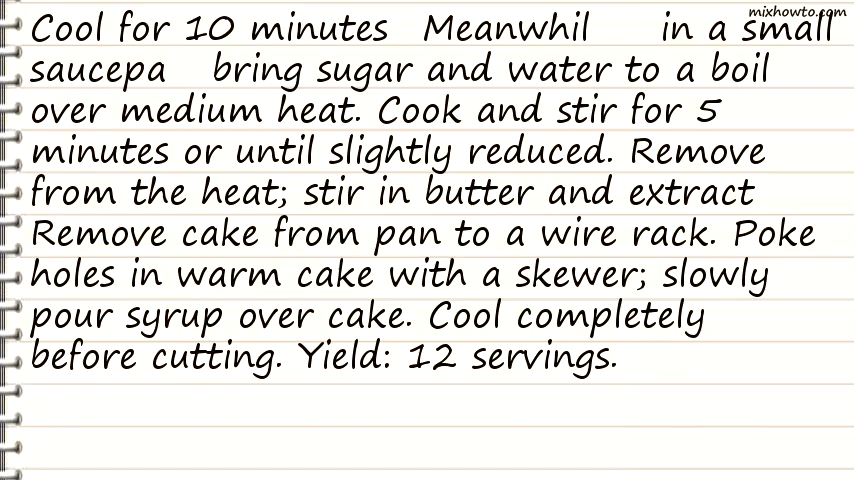 mixhowto.com
Cool for 10 minutes Meanwhil in a small
saucepa bring sugar and water to a boil
over medium heat. Cook and stir for 5
minutes or until slightly reduced. Remove
from the heat; stir in butter and extract
Remove cake from pan to a wire rack. Poke
holes in warm cake with a skewer; slowly
pour syrup over cake. Cool completely
before cutting. Yield: 12 servings.